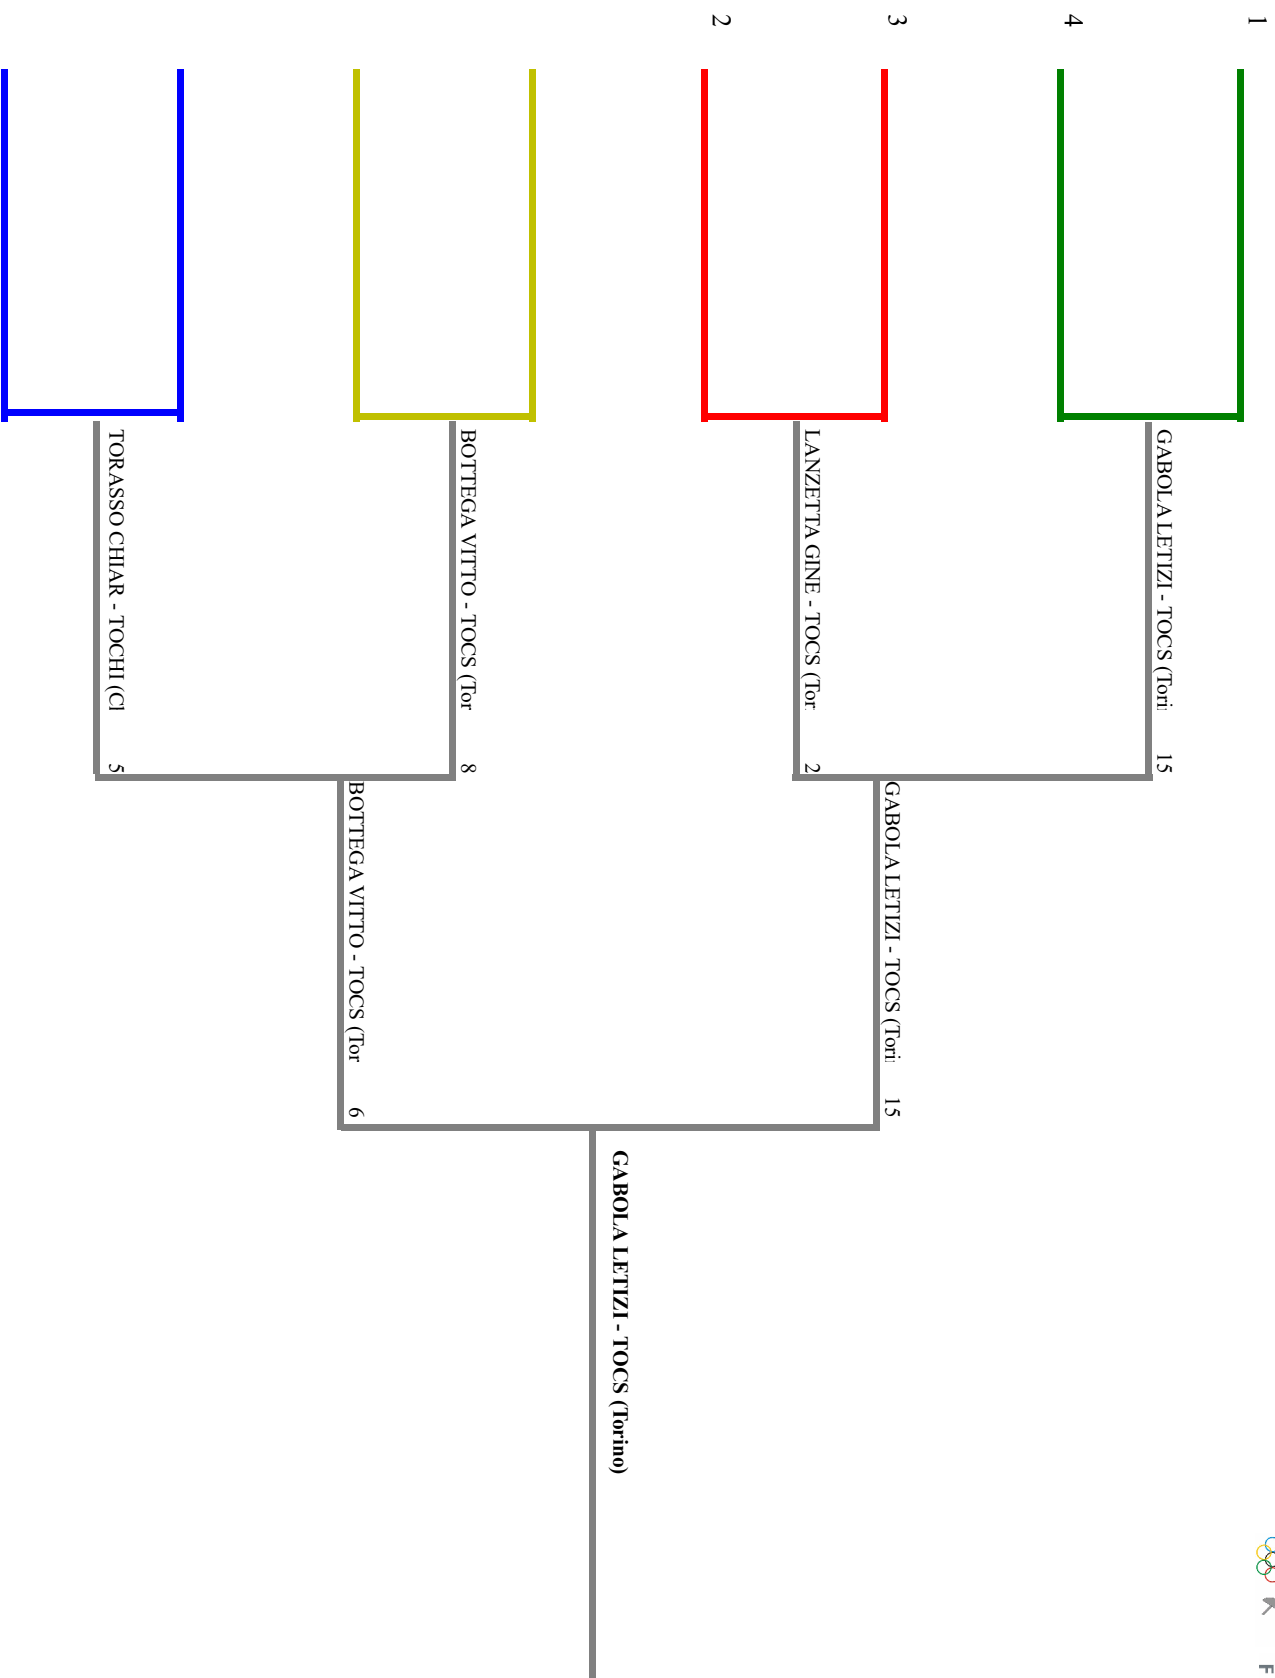 1
4
3
2
GABOLA LETIZI - TOCS (Tori
15
LANZETTA GINE - TOCS (Tor
2
BOTTEGA VITTO - TOCS (Tor
8
TORASSO CHIAR - TOCHI (Cl
5
GABOLA LETIZI - TOCS (Tori
15
BOTTEGA VITTO - TOCS (Tor
6
GABOLA LETIZI - TOCS (Torino)
F